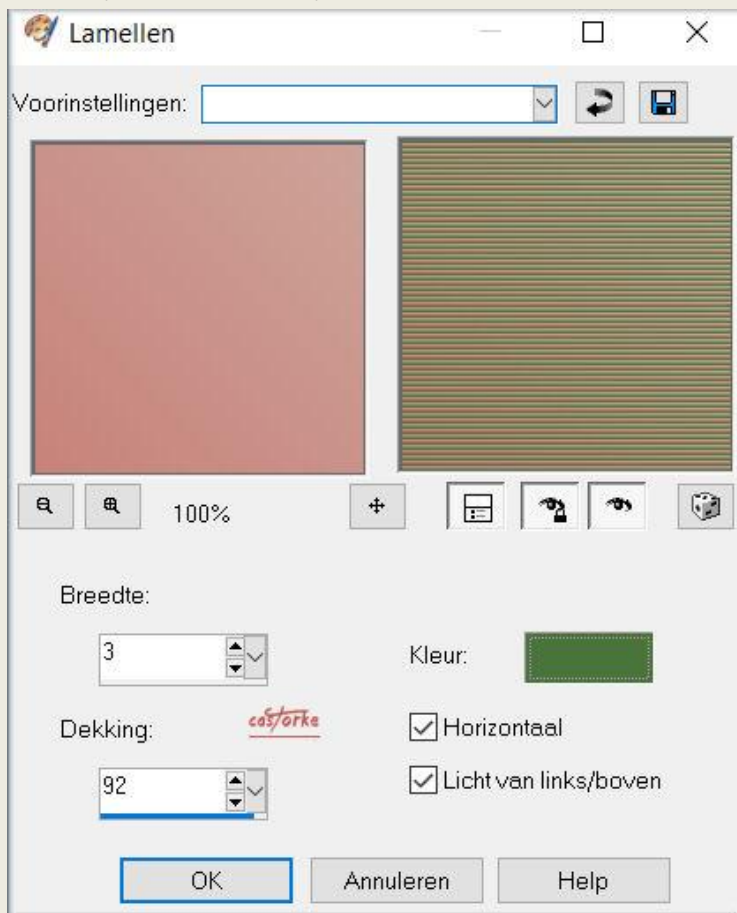 Lamellen
Voorinstellingen:
100%
Breedte:
3
Kleur:
Dekking:
castorke
Horizontaal
92
Licht van links/boven
OK
Annuleren
Help